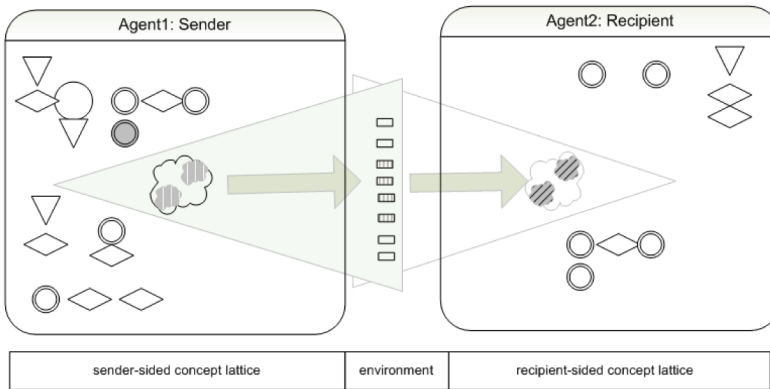 Agent1: Sender
Agent2: Recipient
sender-sided concept lattice
environment
recipient-sided concept lattice